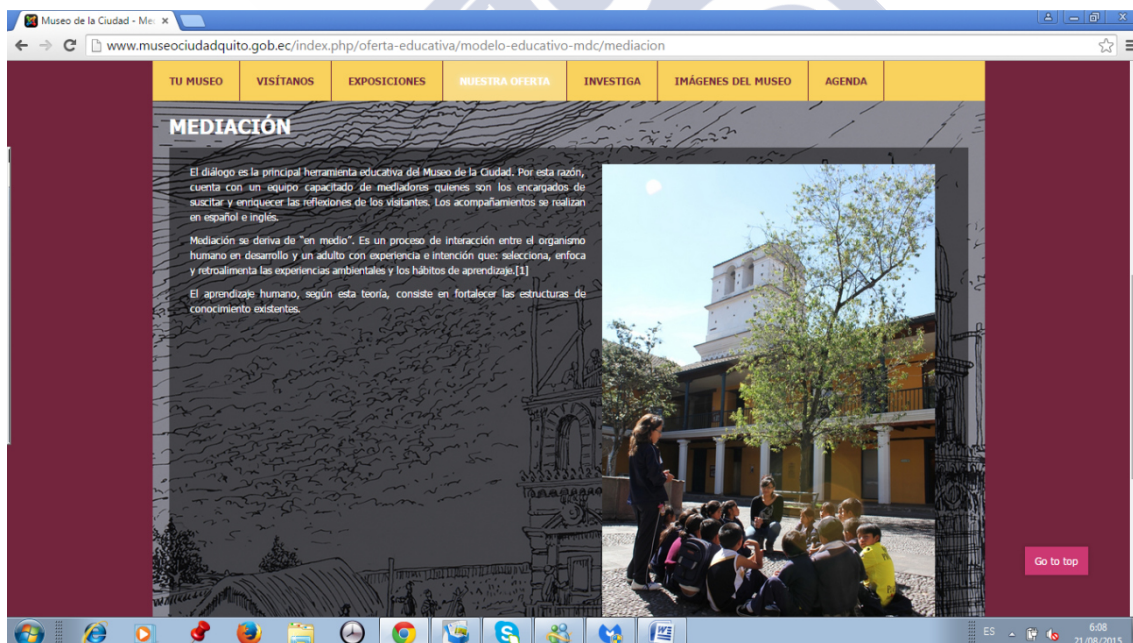 Museo de la Ciudad - Me
www.museociudadquito.gob.ec/index.php/oferta-educativa/modelo-educativo-mdc/mediacion
TU MUSEO VISÍTANOS EXPOSICIONES NUESTRA OFERTA INVESTIGA IMÁGENES DEL MUSEO AGENDA
MEDIACIÓN
El diálogo es la principal herramienta educativa del Museo de la Ciudad. Por esta razón,
cuenta con un equipo capacitado de mediadores quienes son los encargados de
suscitar y enriquecer las reflexiones de los visitantes. Los acompañamientos se realizan
en español e inglés.
Mediación se deriva de "en medio". Es un proceso de interacción entre el organismo
humano en desarrollo y un adulto con experiencia e intención que: selecciona, enfoca
y retroalimenta las experiencias ambientales y los hábitos de aprendizaje.[1]
El aprendizaje humano, según esta teoría, consiste en fortalecer las estructuras de
conocimiento existentes.
Go to top
ES 6:08
21/08/2015